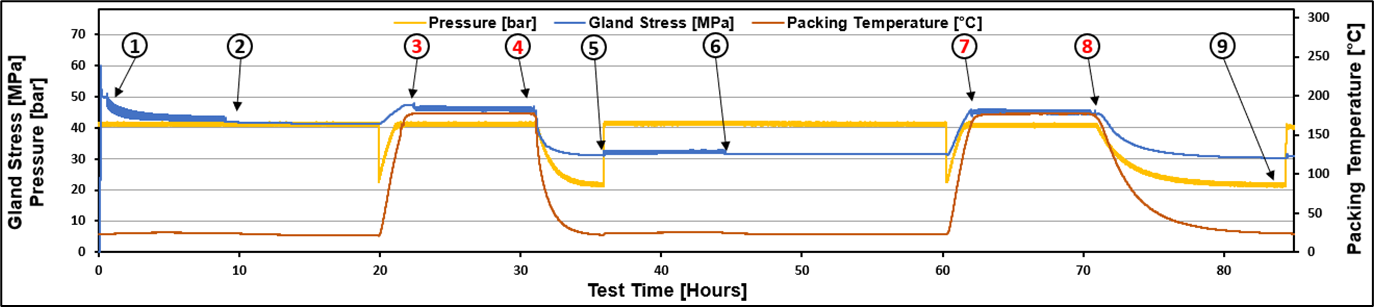 Pressure [bar] Gland Stress [MPa] Packing Temperature [°C]
Gland Stress [MPa]
Pressure [bar]
70
60
50
40
30
20
10
0
1 2 3 4 5 6 7 8 9
300
250
200
150
100
50
0
Packing Temperature [°C]
0 10 20 30 40 50 60 70 80
Test Time [Hours]